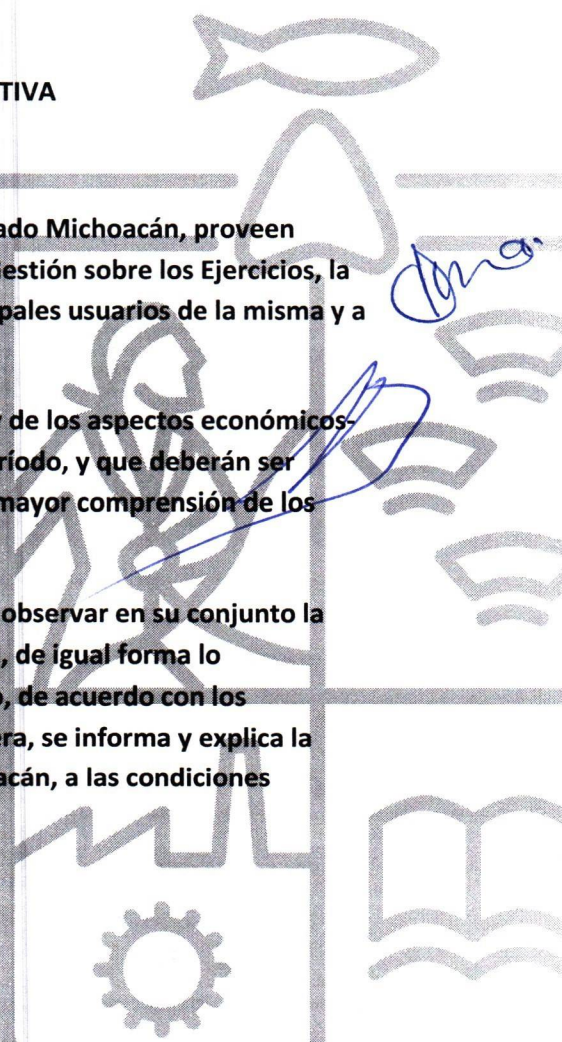 TIVA
ado Michoacán, proveen
estión sobre los Ejercicios, la
pales usuarios de la misma y a
de los aspectos económicos-
ríodo, y que deberán ser
mayor comprensión de los
observar en su conjunto la
, de igual forma lo
, de acuerdo con los
era, se informa y explica la
acán, a las condiciones